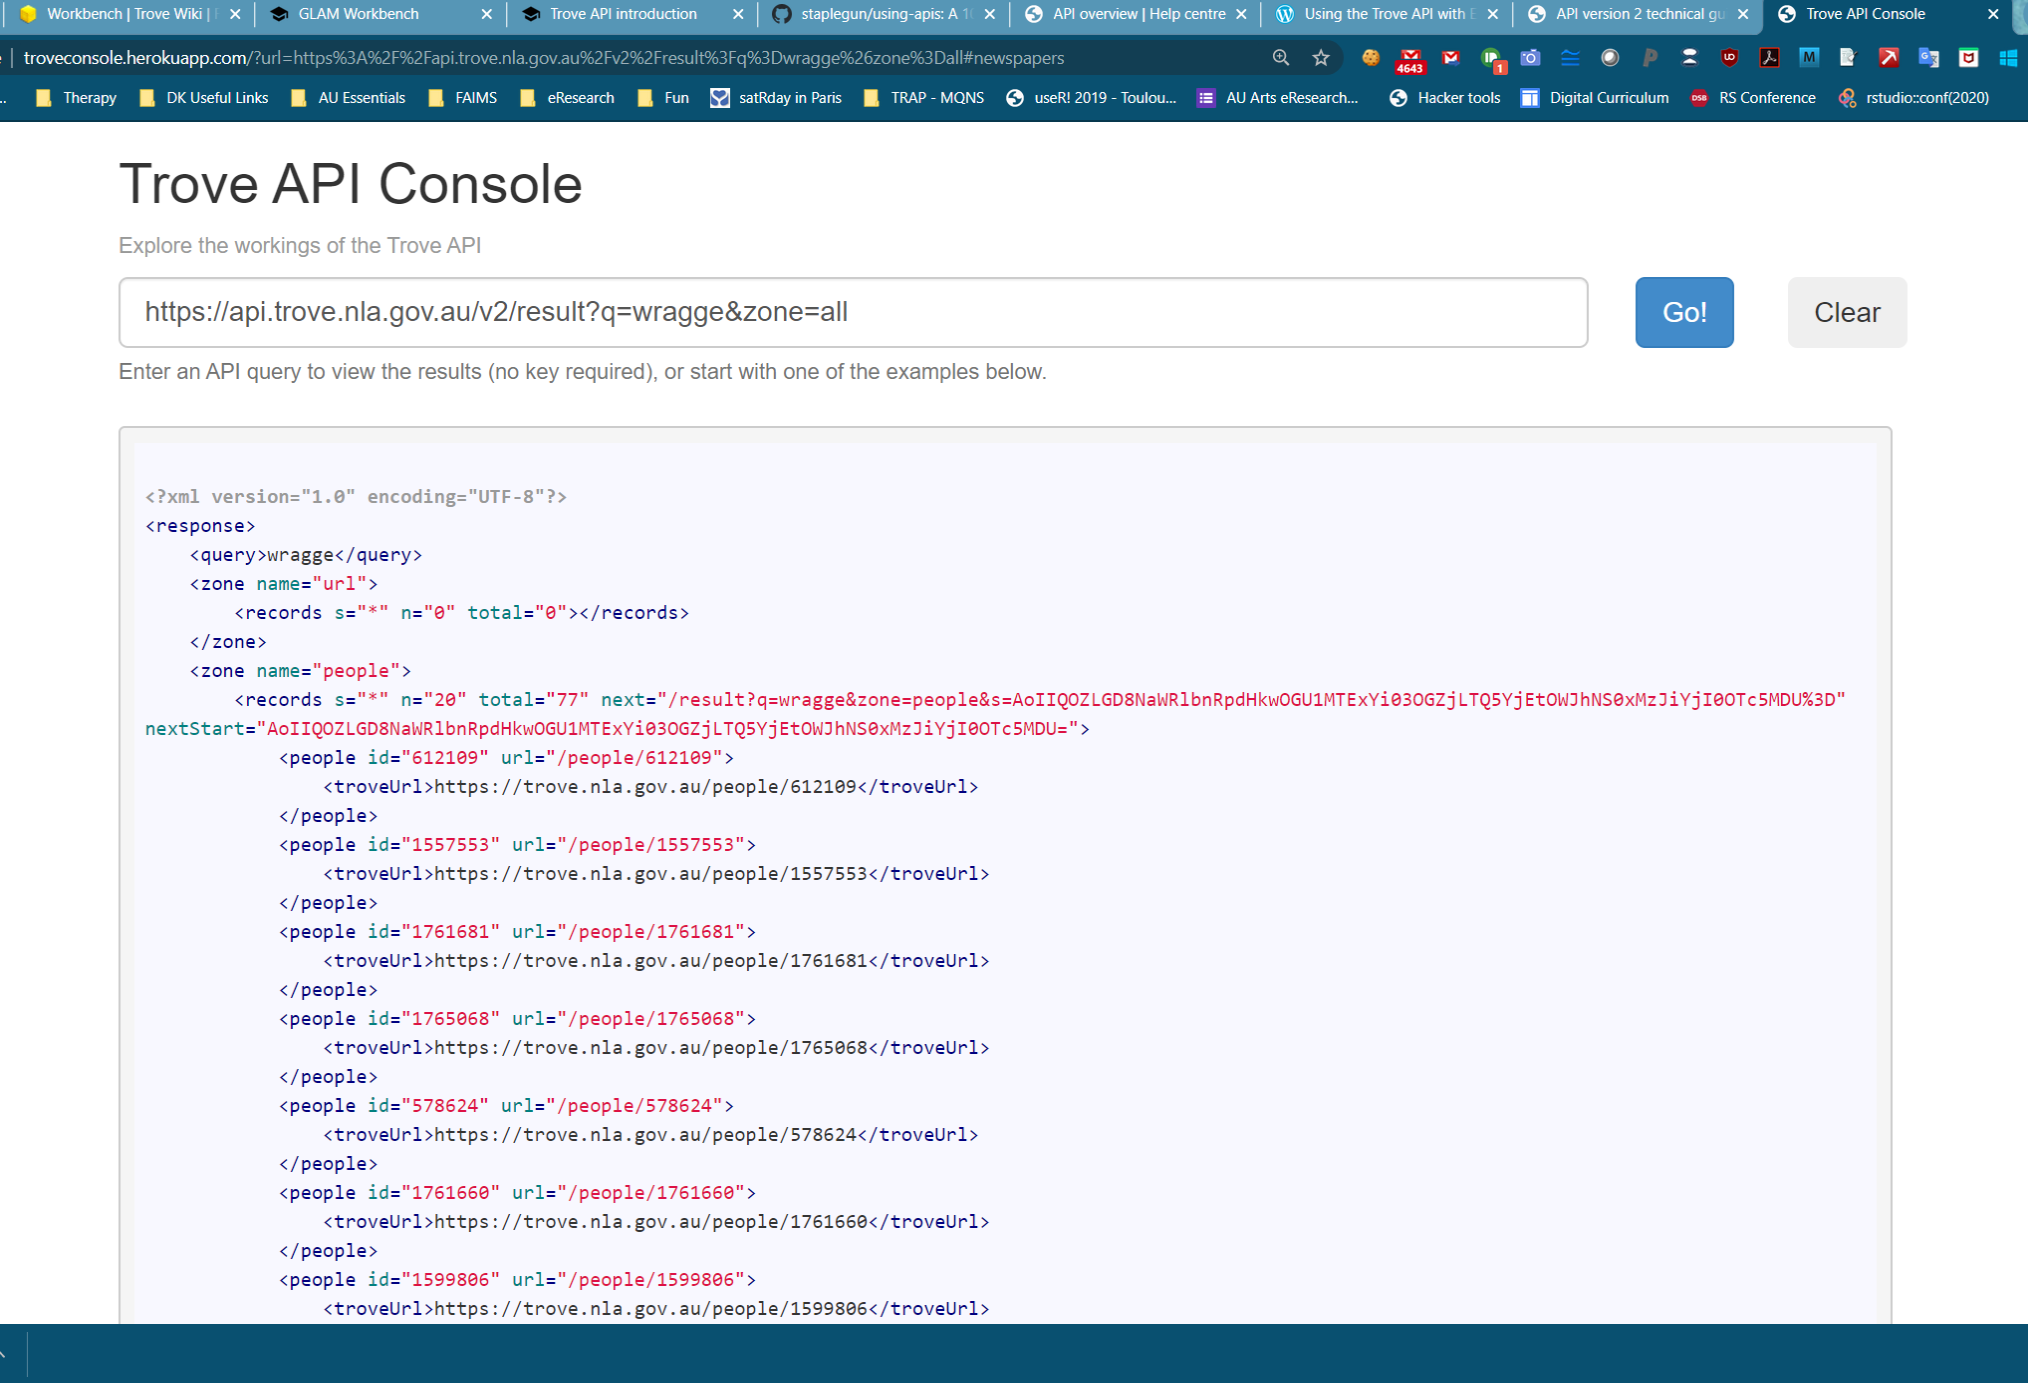 Workbench | Trove Wiki | GLAM Workbench Trove API introduction staplegun/using-apis: A 10 API overview | Help centre Using the Trove API with E API version 2 technical gu Trove API Console
troveconsole.herokuapp.com/?url=https%3A%2F%2Fapi.trove.nla.gov.au%2Fv2%2Fresult%3Fq%3Dwragge%26zone%3Dall#newspapers 4643 1
Therapy DK Useful Links AU Essentials FAIMS eResearch Fun satRday in Paris TRAP - MQNS useR! 2019 - Toulou... AU Arts eResearch... Hacker tools Digital Curriculum RS Conference rstudio::conf(2020)
Trove API Console
Explore the workings of the Trove API
https://api.trove.nla.gov.au/v2/result?q=wragge&zone=all Go! Clear
Enter an API query to view the results (no key required), or start with one of the examples below.
<?xml version="1.0" encoding="UTF-8"?>
<response>
<query>wragge</query>
<zone name="url">
<records s="*" n="0" total="0"></records>
</zone>
<zone name="people">
<records s="*" n="20" total="77" next="/result?q=wragge&zone=people&s=AoIIQOZLGD8NaWRlbnRpdHkwOGU1MTExYi03OGZjLTQ5YjEtOWJhNS0xMzJiYjI0OTc5MDU%3D"
nextStart="AoIIQOZLGD8NaWRlbnRpdHkwOGU1MTExYi03OGZjLTQ5YjEtOWJhNS0xMzJiYjI0OTc5MDU=">
<people id="612109" url="/people/612109">
<troveUrl>https://trove.nla.gov.au/people/612109</troveUrl>
</people>
<people id="1557553" url="/people/1557553">
<troveUrl>https://trove.nla.gov.au/people/1557553</troveUrl>
</people>
<people id="1761681" url="/people/1761681">
<troveUrl>https://trove.nla.gov.au/people/1761681</troveUrl>
</people>
<people id="1765068" url="/people/1765068">
<troveUrl>https://trove.nla.gov.au/people/1765068</troveUrl>
</people>
<people id="578624" url="/people/578624">
<troveUrl>https://trove.nla.gov.au/people/578624</troveUrl>
</people>
<people id="1761660" url="/people/1761660">
<troveUrl>https://trove.nla.gov.au/people/1761660</troveUrl>
</people>
<people id="1599806" url="/people/1599806">
<troveUrl>https://trove.nla.gov.au/people/1599806</troveUrl>